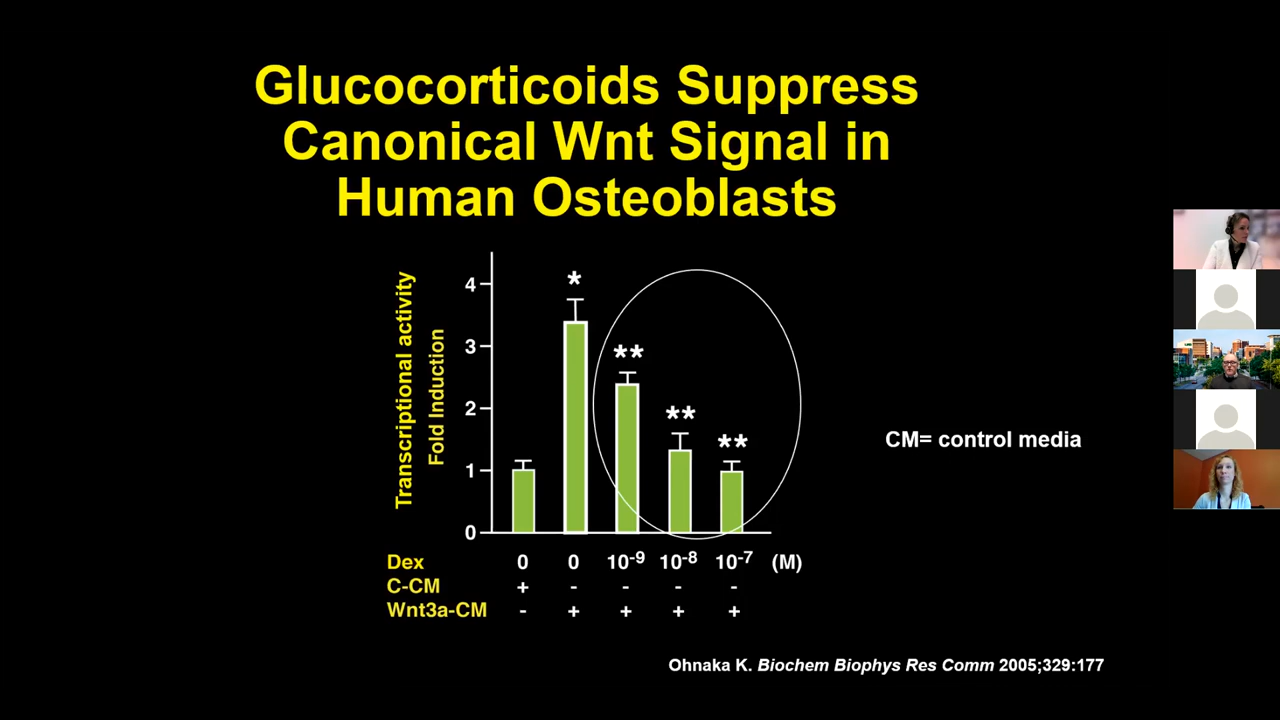 Glucocorticoids Suppress
Canonical Wnt Signal in
Human Osteoblasts
Transcriptional activity
Fold Induction
4
3
2
1
0
*
**
**
**
CM= control media
Dex 0 0 10-9 10-8 10-7 (M)
C-CM + - - - -
Wnt3a-CM - + + + +
Ohnaka K. Biochem Biophys Res Comm 2005;329:177